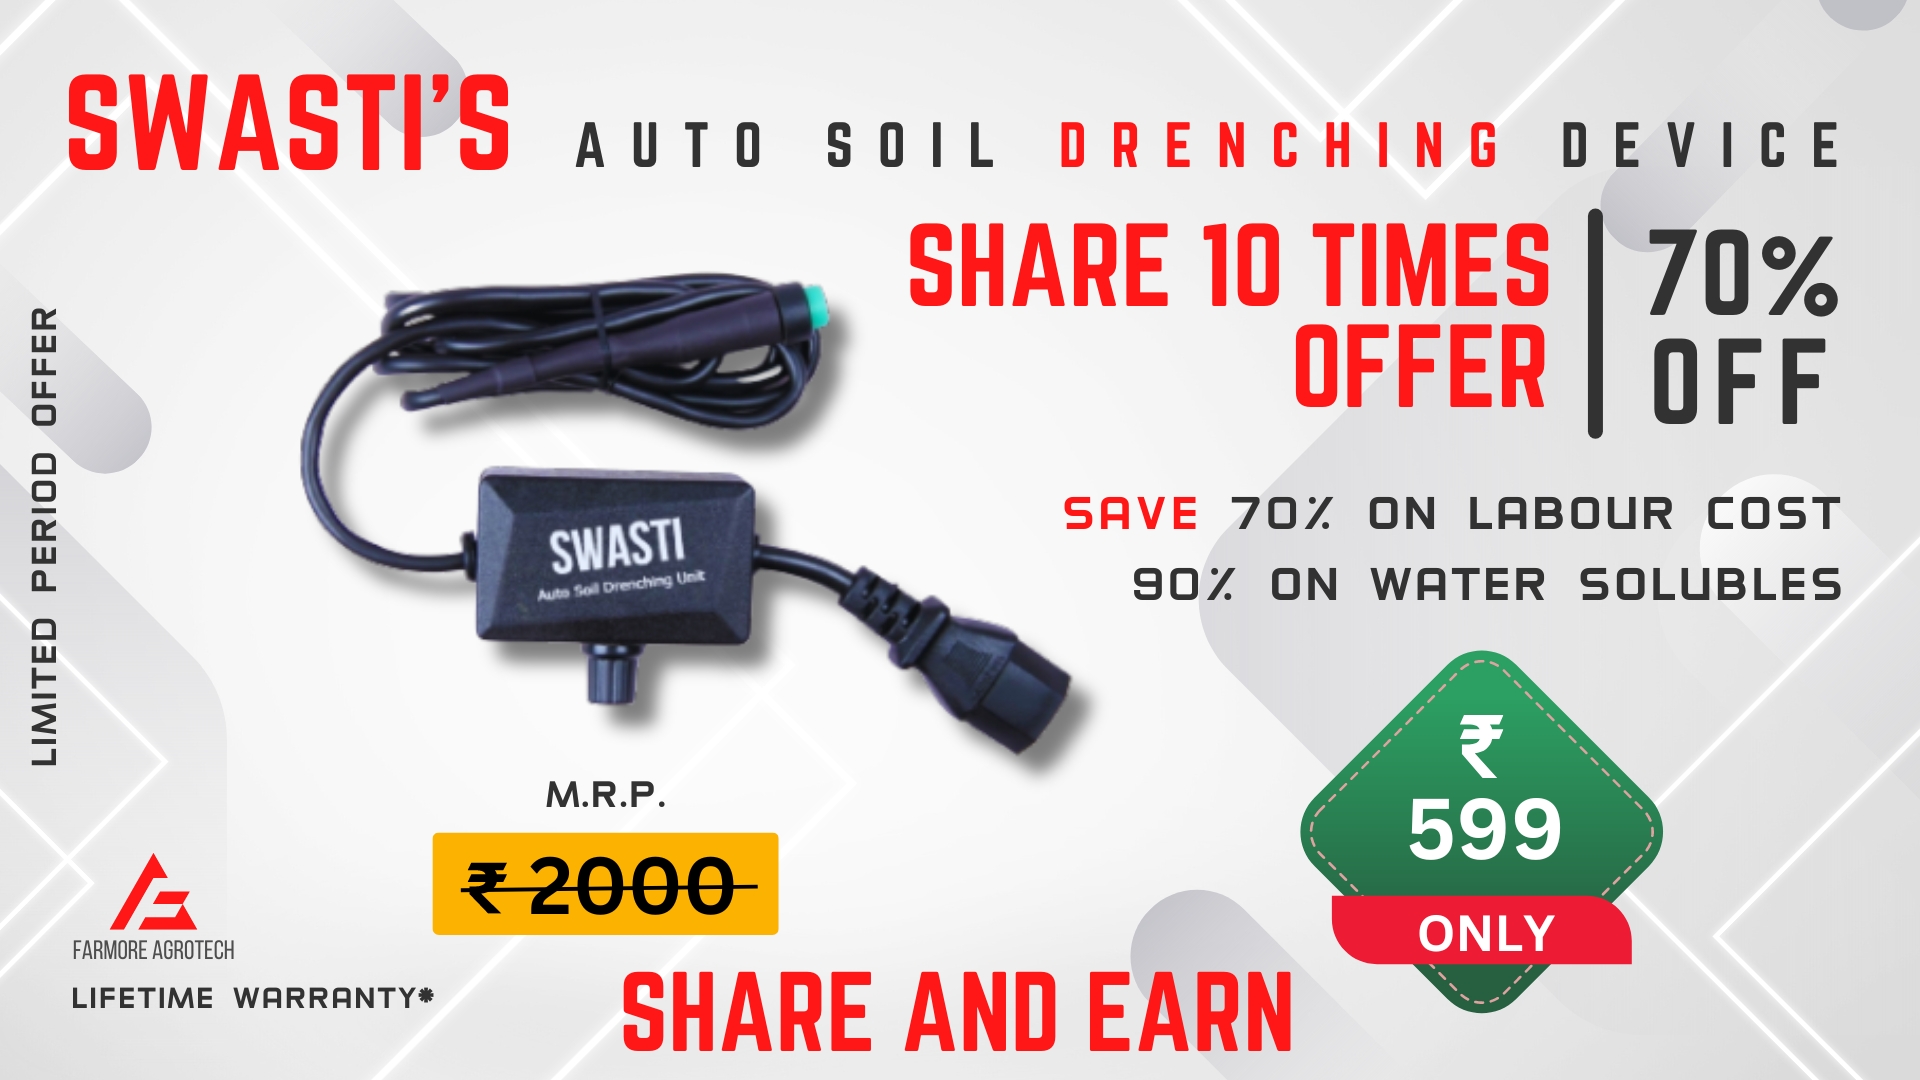 SWASTI'S AUTO SOIL DRENCHING DEVICE
SHARE 10 TIMES
OFFER
70%
OFF
LIMITED PERIOD OFFER
SWASTI
Auto Soil Drenching Unit
SAVE 70% ON LABOUR COST
90% ON WATER SOLUBLES
M.R.P.
₹ 2000
₹
599
ONLY
FARMORE AGROTECH
LIFETIME WARRANTY*
SHARE AND EARN